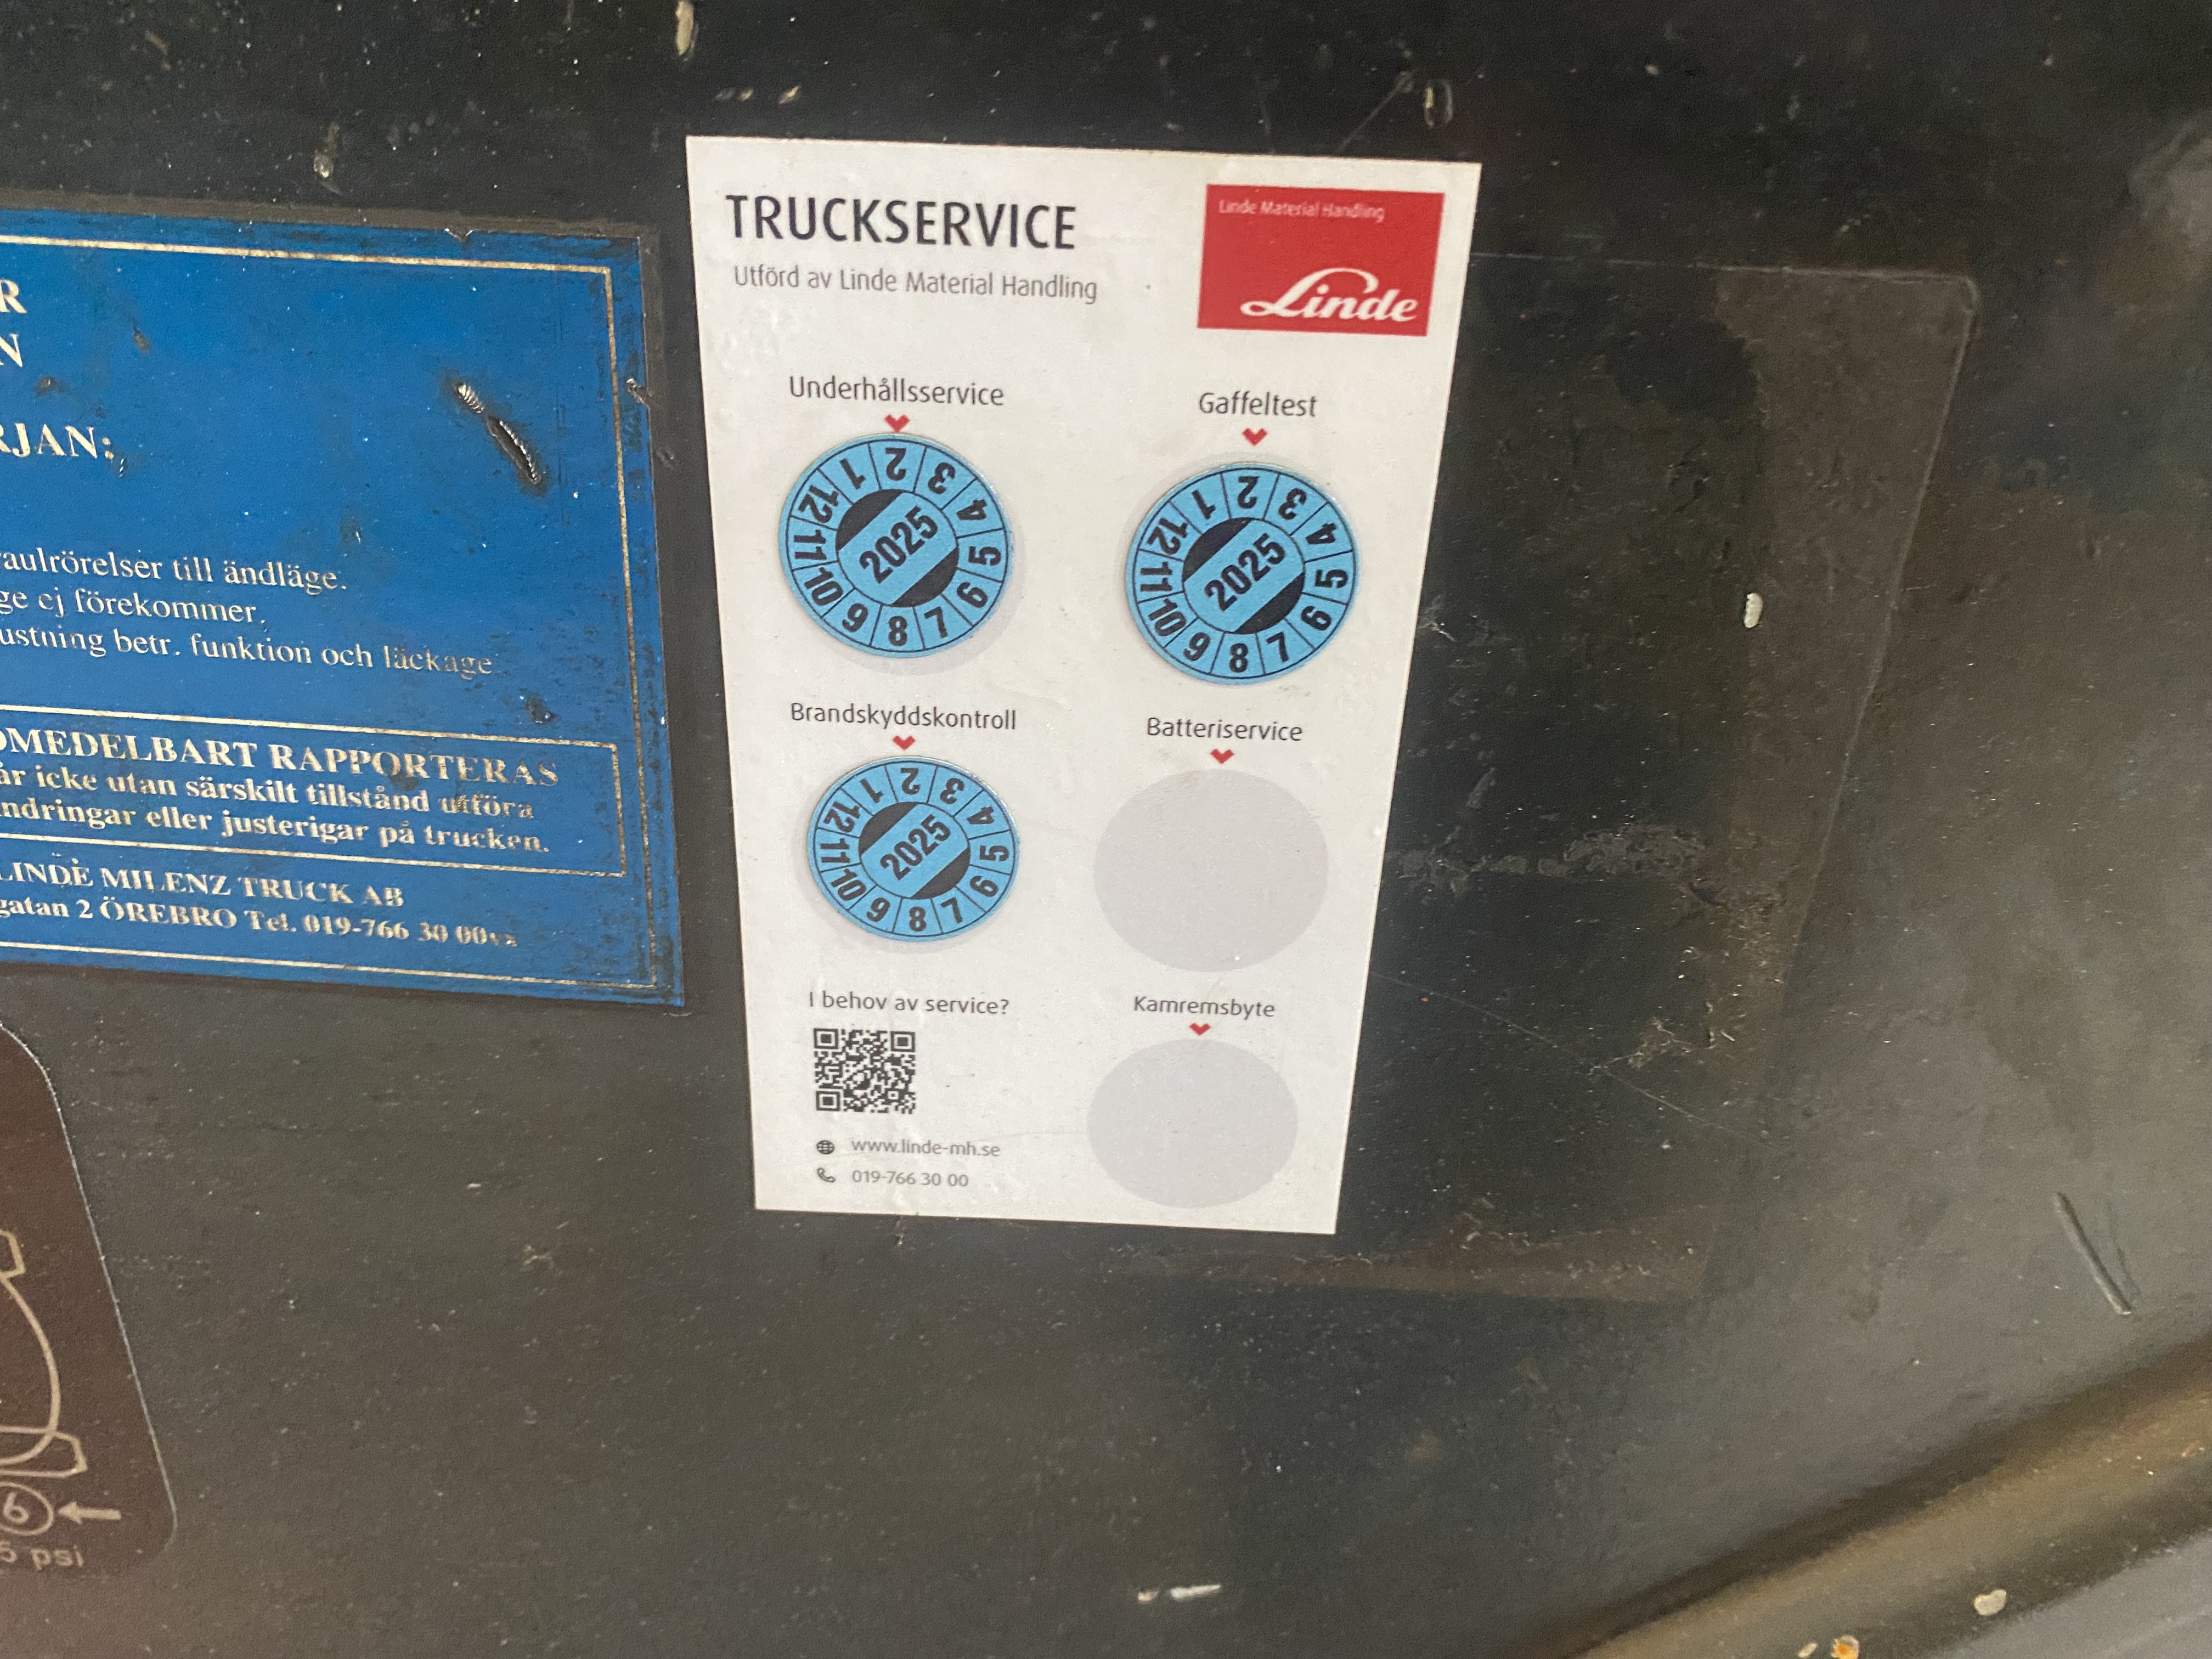 R
N
RJAN:
aulrörelser till ändläge.
ge ej förekommer.
ustning betr. funktion och läckage
OMEDELBART RAPPORTERAS
år icke utan särskilt tillstånd utföra
ndringar eller justerigar på trucken.
LINDE MILENZ TRUCK AB
gatan 2 ÖREBRO Tel. 019-766 30 00vx
6
5 psi
TRUCKSERVICE
Utförd av Linde Material Handling
Linde Material Handling
Linde
Underhållsservice
1 2 3 4 5 6 7 8 9 10 11 12
2025
Gaffeltest
1 2 3 4 5 6 7 8 9 10 11 12
2025
Brandskyddskontroll
1 2 3 4 5 6 7 8 9 10 11 12
2025
Batteriservice
I behov av service?
www.linde-mh.se
019-766 30 00
Kamremsbyte